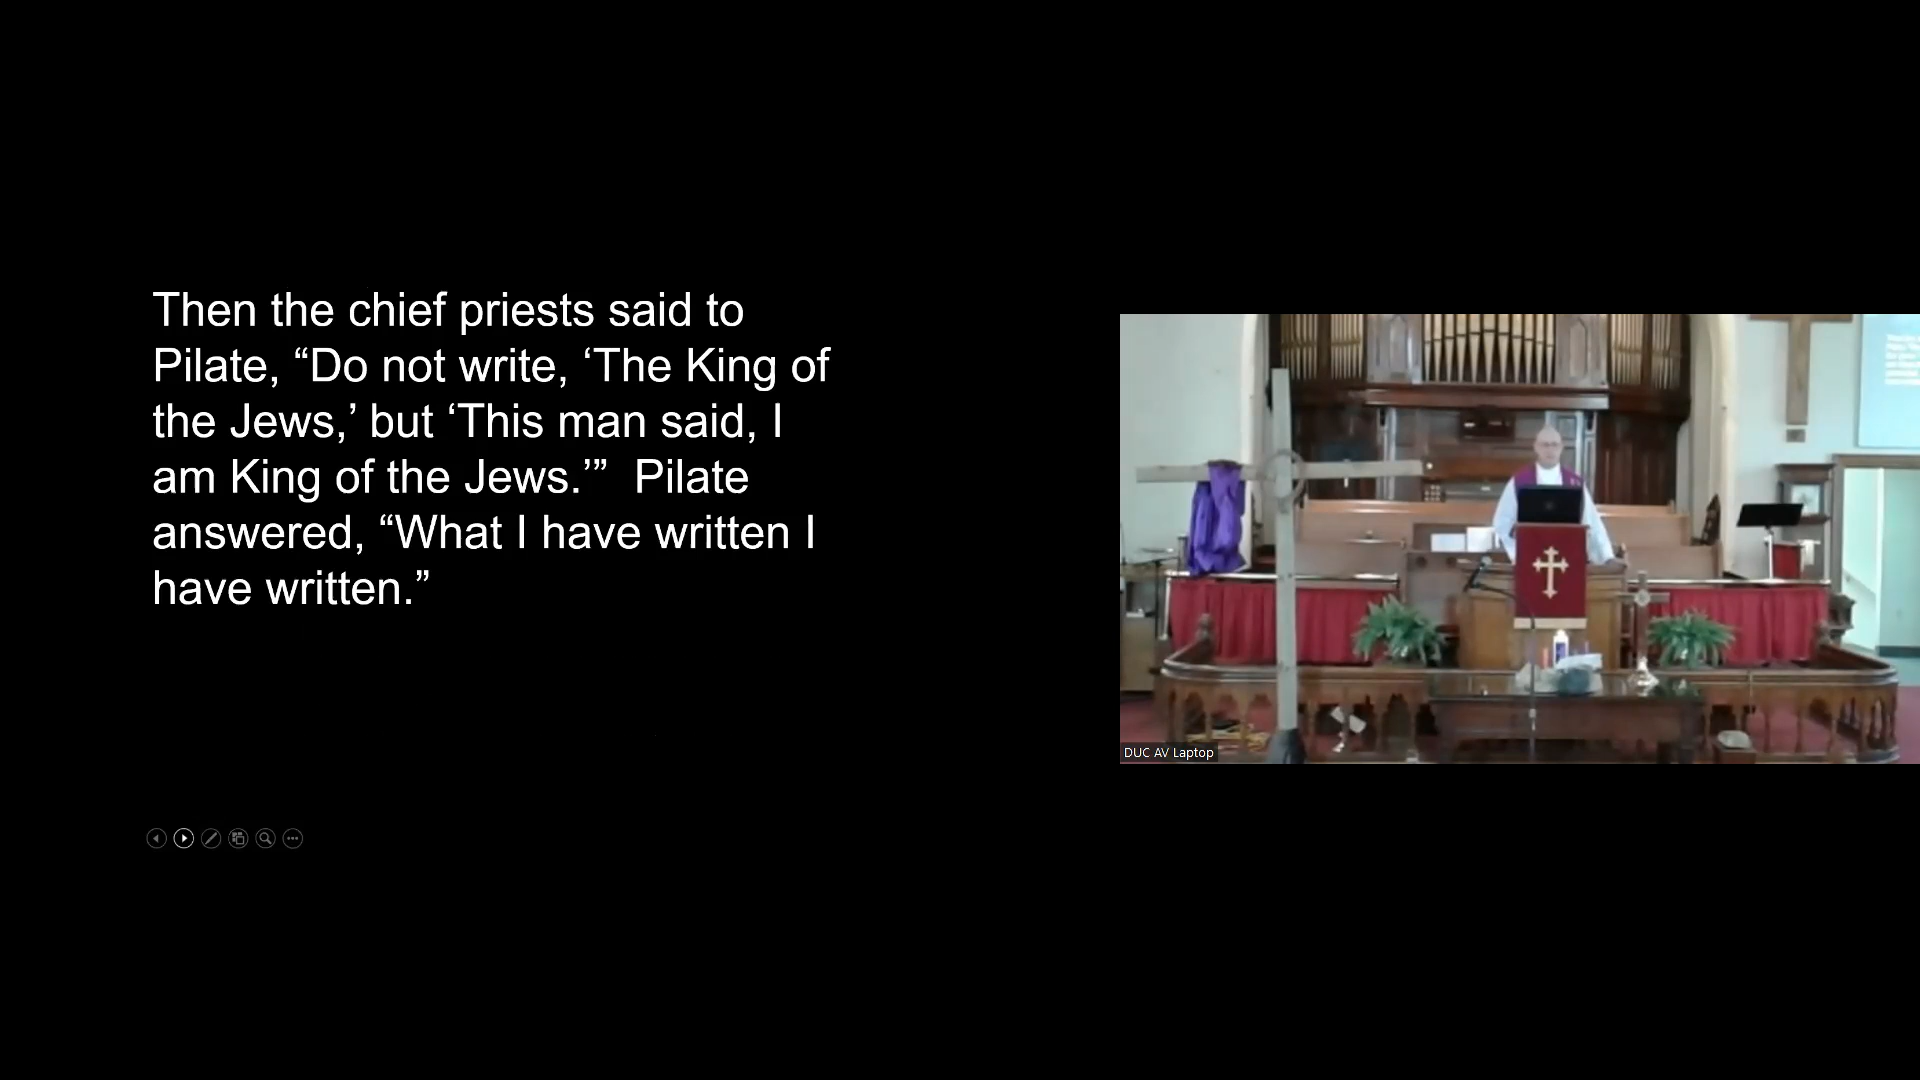 Then the chief priests said to
Pilate, “Do not write, ‘The King of
the Jews,’ but ‘This man said, I
am King of the Jews.’”  Pilate
answered, “What I have written I
have written.”
DUC AV Laptop